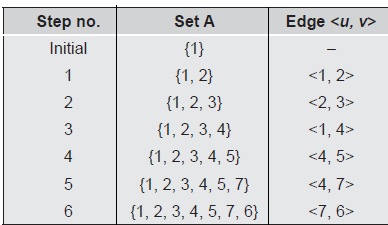 Step no. Set A Edge <u, v>
Initial {1} –
1 {1, 2} <1, 2>
2 {1, 2, 3} <2, 3>
3 {1, 2, 3, 4} <1, 4>
4 {1, 2, 3, 4, 5} <4, 5>
5 {1, 2, 3, 4, 5, 7} <4, 7>
6 {1, 2, 3, 4, 5, 7, 6} <7, 6>